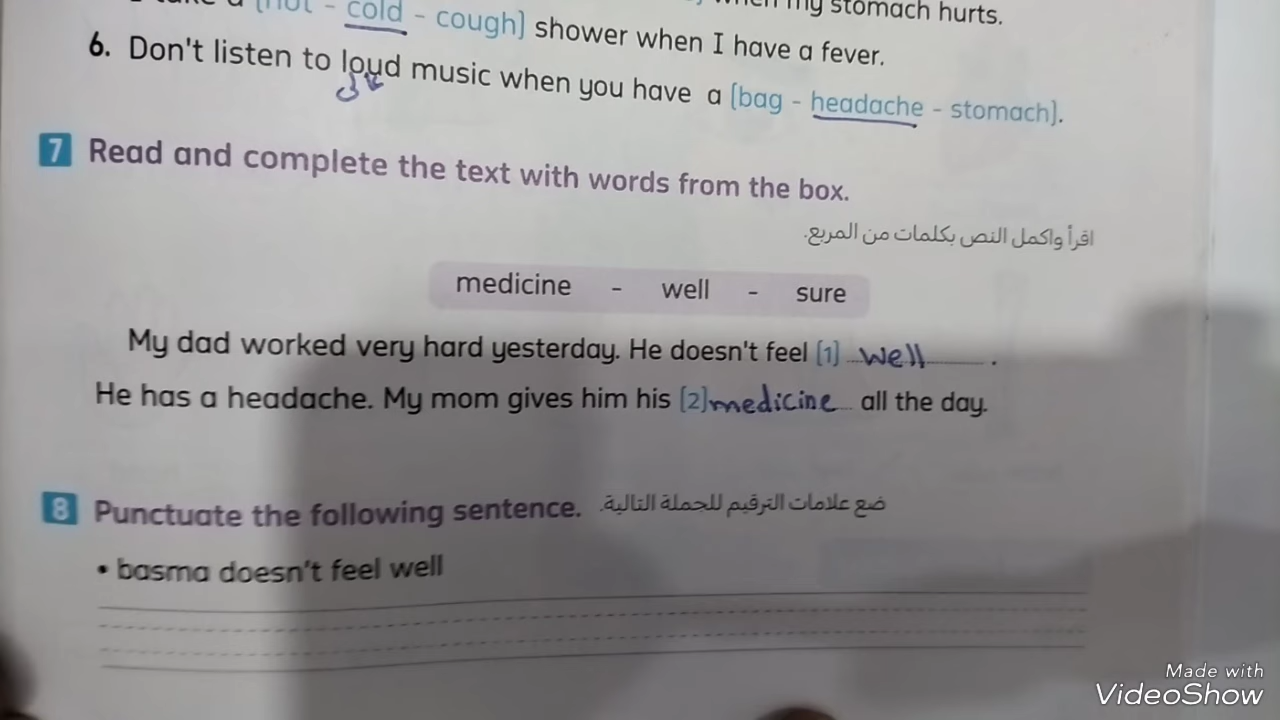 (hot - cold - cough) shower when I have a fever.
when my stomach hurts.
6. Don't listen to loud music when you have a (bag - headache - stomach).
7 Read and complete the text with words from the box.
اقرأ واكمل النص بكلمات من المربع.
medicine - well - sure
My dad worked very hard yesterday. He doesn't feel (1) well .
He has a headache. My mom gives him his (2) medicine all the day.
8 Punctuate the following sentence. ضع علامات الترقيم للجملة التالية.
• basma doesn't feel well
Made with
VideoShow